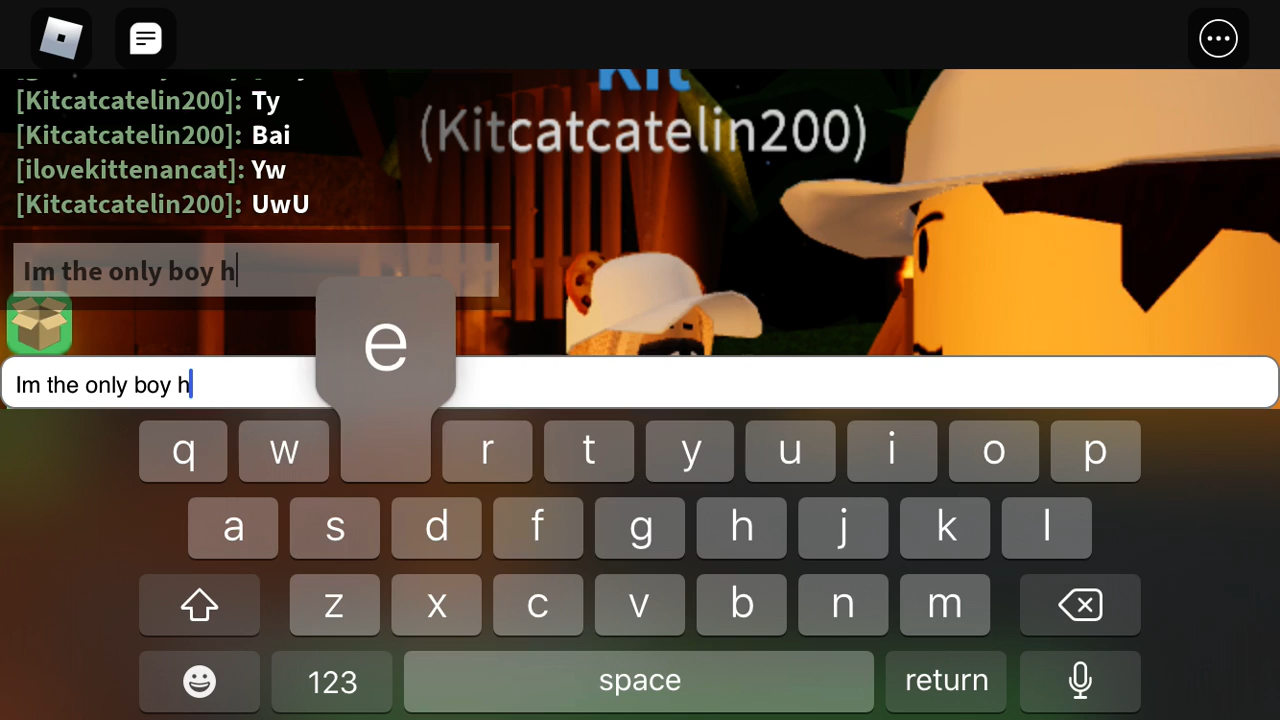 [Kitcatcatelin200]: Ty
[Kitcatcatelin200]: Bai
[ilovekittenancat]: Yw
[Kitcatcatelin200]: UwU
Kit
(Kitcatcatelin200)
Im the only boy h
Im the only boy h
e
q w r t y u i o p
a s d f g h j k l
z x c v b n m
123 space return